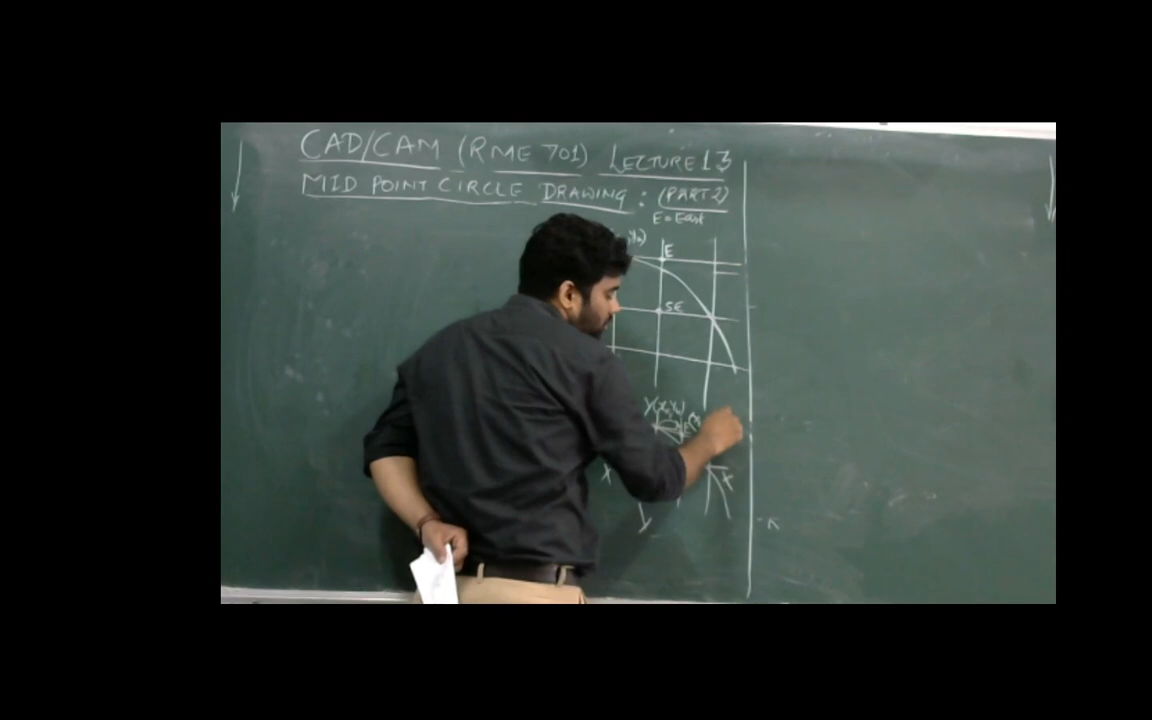 CAD/CAM (RME 701) LECTURE 13
MID POINT CIRCLE DRAWING : (PART 2)
E = East
E
SE
Y
X